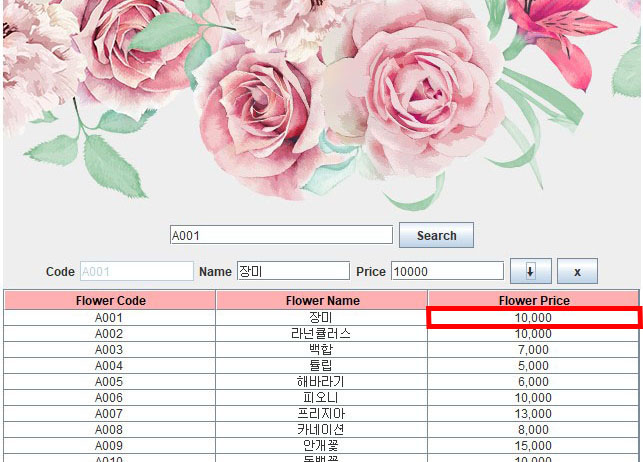 A001 Search
Code A001 Name 장미 Price 10000 ↓ x
Flower Code Flower Name Flower Price
A001 장미 10,000
A002 라넌큘러스 10,000
A003 백합 7,000
A004 튤립 5,000
A005 해바라기 6,000
A006 피오니 10,000
A007 프리지아 13,000
A008 카네이션 8,000
A009 안개꽃 15,000
A010 동백꽃 10,000